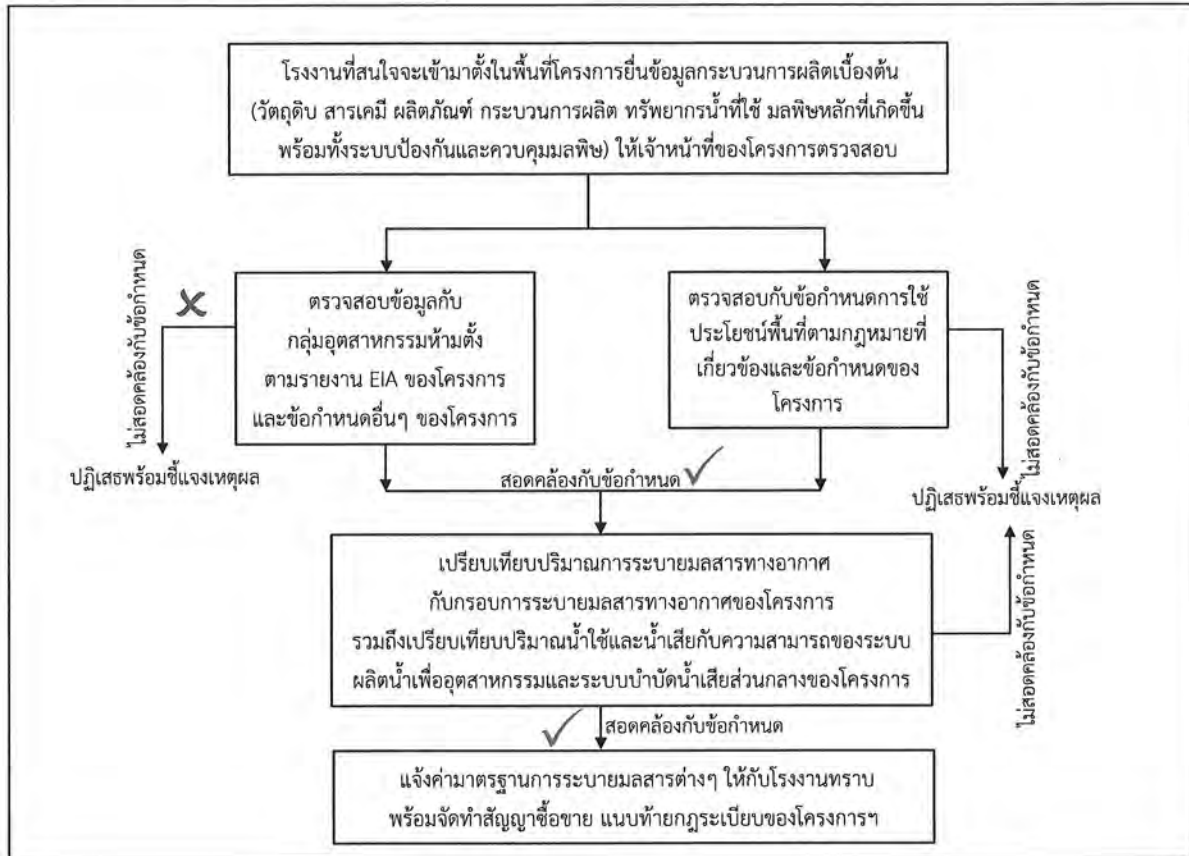 โรงงานที่สนใจจะเข้ามาตั้งในพื้นที่โครงการยื่นข้อมูลกระบวนการผลิตเบื้องต้น
(วัตถุดิบ สารเคมี ผลิตภัณฑ์ กระบวนการผลิต ทรัพยากรน้ำที่ใช้ มลพิษหลักที่เกิดขึ้น
พร้อมทั้งระบบป้องกันและควบคุมมลพิษ) ให้เจ้าหน้าที่ของโครงการตรวจสอบ
ไม่สอดคล้องกับข้อกำหนด
ตรวจสอบข้อมูลกับ
กลุ่มอุตสาหกรรมห้ามตั้ง
ตามรายงาน EIA ของโครงการ
และข้อกำหนดอื่นๆ ของโครงการ
ตรวจสอบกับข้อกำหนดการใช้
ประโยชน์พื้นที่ตามกฎหมายที่
เกี่ยวข้องและข้อกำหนดของ
โครงการ
ไม่สอดคล้องกับข้อกำหนด
ปฏิเสธพร้อมชี้แจงเหตุผล
สอดคล้องกับข้อกำหนด
ปฏิเสธพร้อมชี้แจงเหตุผล
เปรียบเทียบปริมาณการระบายมลสารทางอากาศ
กับกรอบการระบายมลสารทางอากาศของโครงการ
รวมถึงเปรียบเทียบปริมาณน้ำใช้และน้ำเสียกับความสามารถของระบบ
ผลิตน้ำเพื่ออุตสาหกรรมและระบบบำบัดน้ำเสียส่วนกลางของโครงการ
ไม่สอดคล้องกับข้อกำหนด
สอดคล้องกับข้อกำหนด
แจ้งค่ามาตรฐานการระบายมลสารต่างๆ ให้กับโรงงานทราบ
พร้อมจัดทำสัญญาซื้อขาย แนบท้ายกฎระเบียบของโครงการฯ